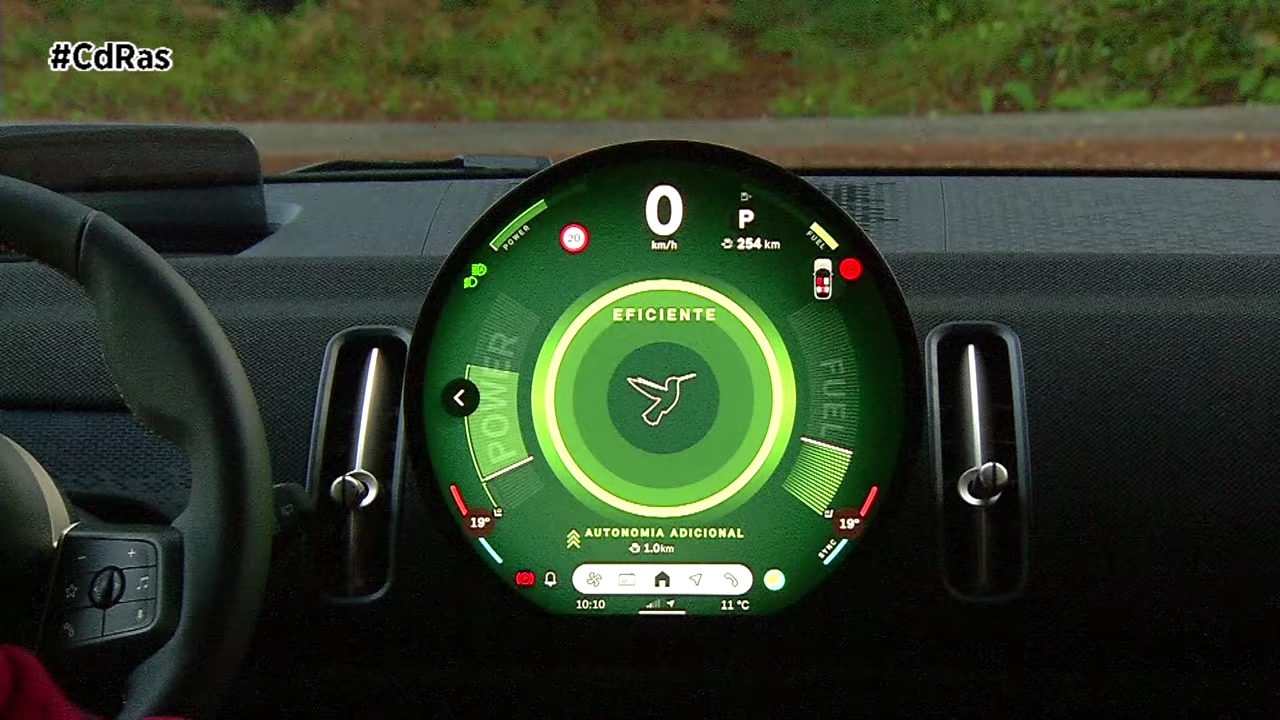 #CdRas
0
km/h
20
P
254 km
POWER
FUEL
EFICIENTE
POWER
FUEL
19°
19°
SYNC
AUTONOMIA ADICIONAL
1.0km
10:10
11 °C